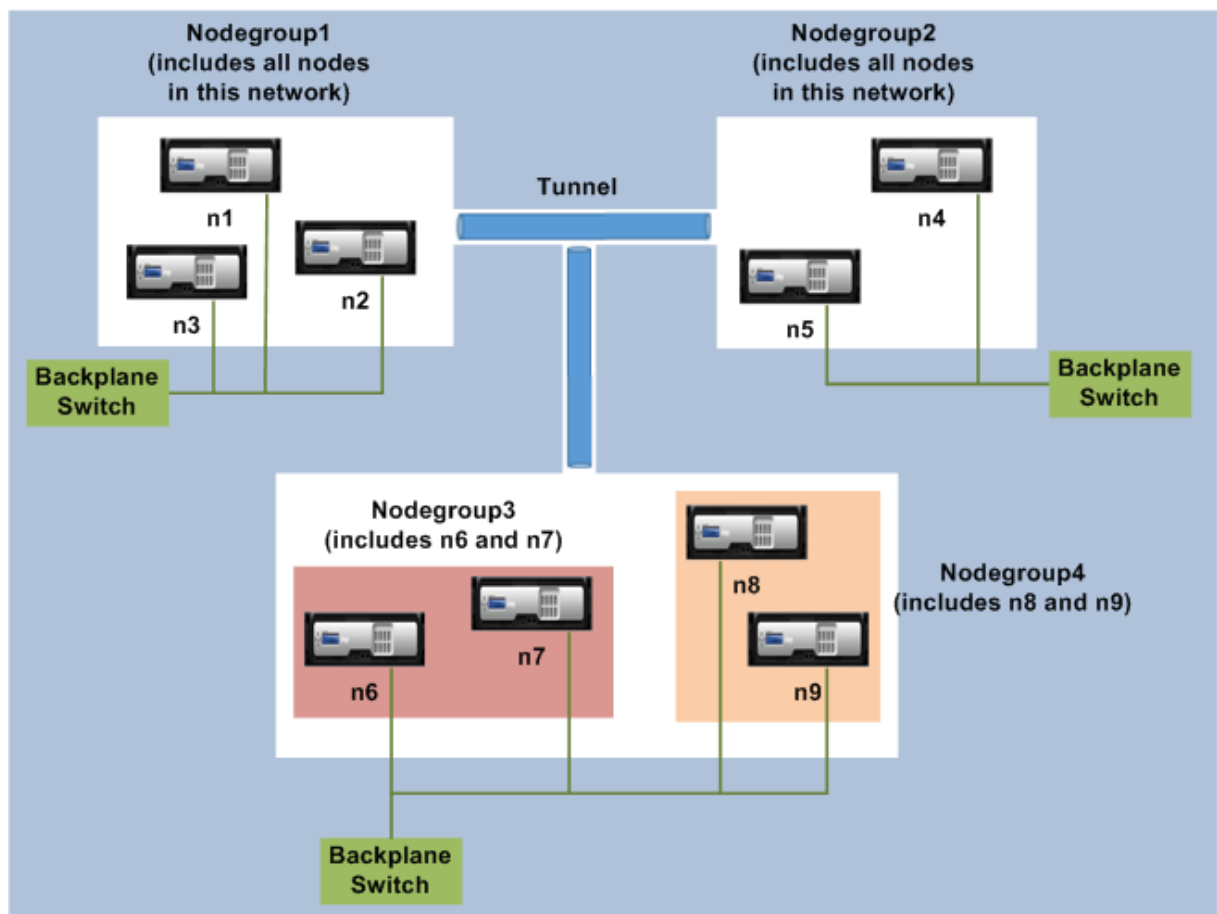 Nodegroup1
(includes all nodes
in this network)
Nodegroup2
(includes all nodes
in this network)
Tunnel
n1
n2
n3
n4
n5
Backplane
Switch
Backplane
Switch
Nodegroup3
(includes n6 and n7)
n6
n7
n8
n9
Nodegroup4
(includes n8 and n9)
Backplane
Switch